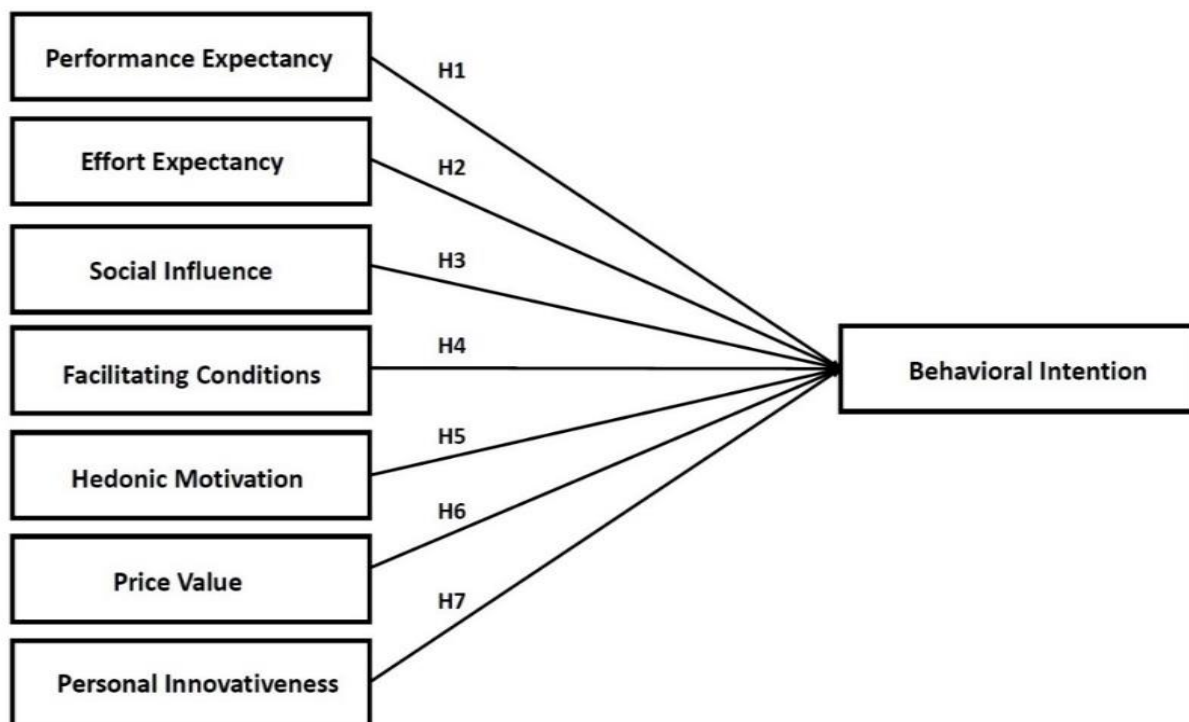 Performance Expectancy
H1
Effort Expectancy
H2
Social Influence
H3
Facilitating Conditions
H4
Behavioral Intention
Hedonic Motivation
H5
Price Value
H6
Personal Innovativeness
H7